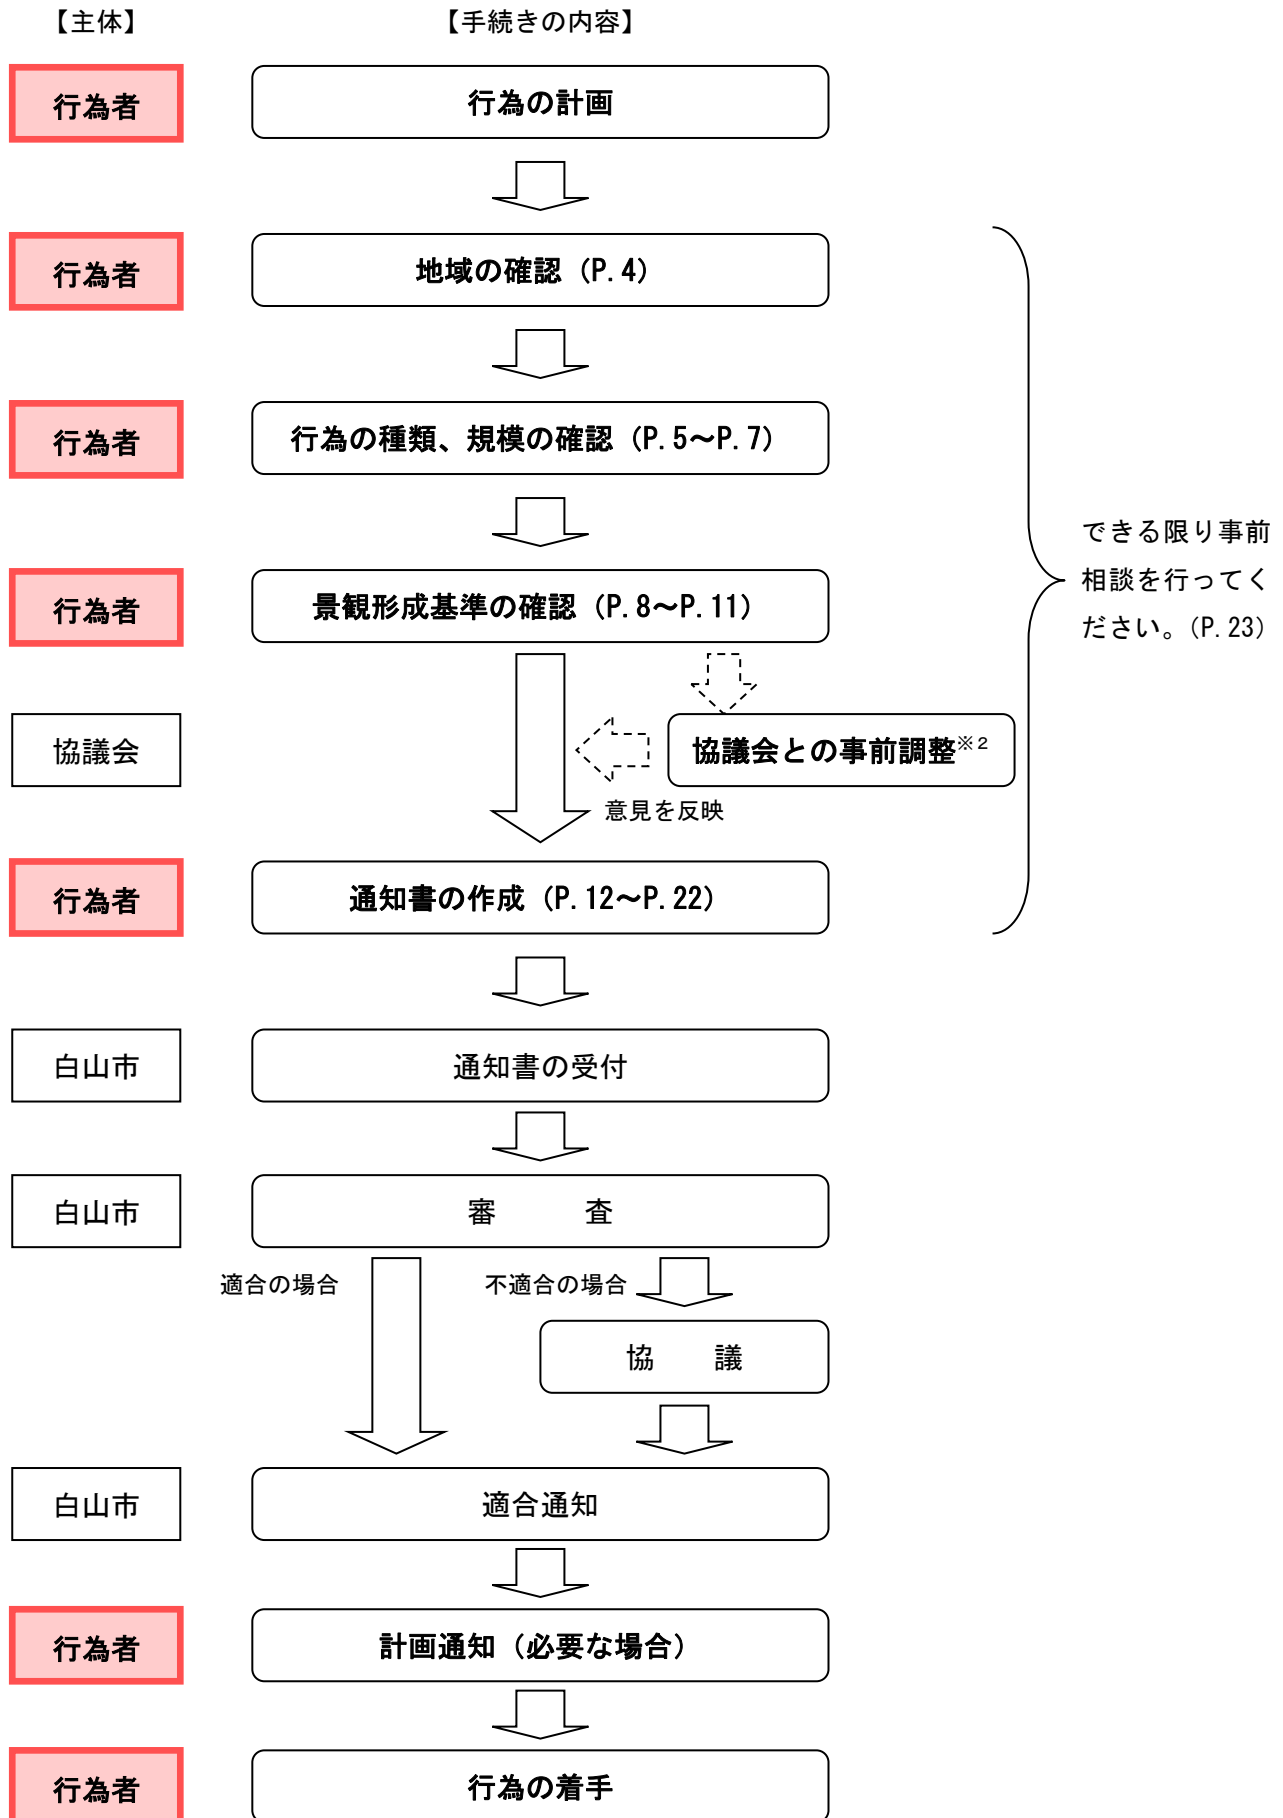 【主体】 【手続きの内容】
行為者 行為の計画
行為者 地域の確認（P.4）
行為者 行為の種類、規模の確認（P.5～P.7）
できる限り事前
相談を行ってく
ださい。（P.23）
行為者 景観形成基準の確認（P.8～P.11）
協議会 協議会との事前調整※2
意見を反映
行為者 通知書の作成（P.12～P.22）
白山市 通知書の受付
白山市 審　　査
適合の場合 不適合の場合
協　　議
白山市 適合通知
行為者 計画通知（必要な場合）
行為者 行為の着手